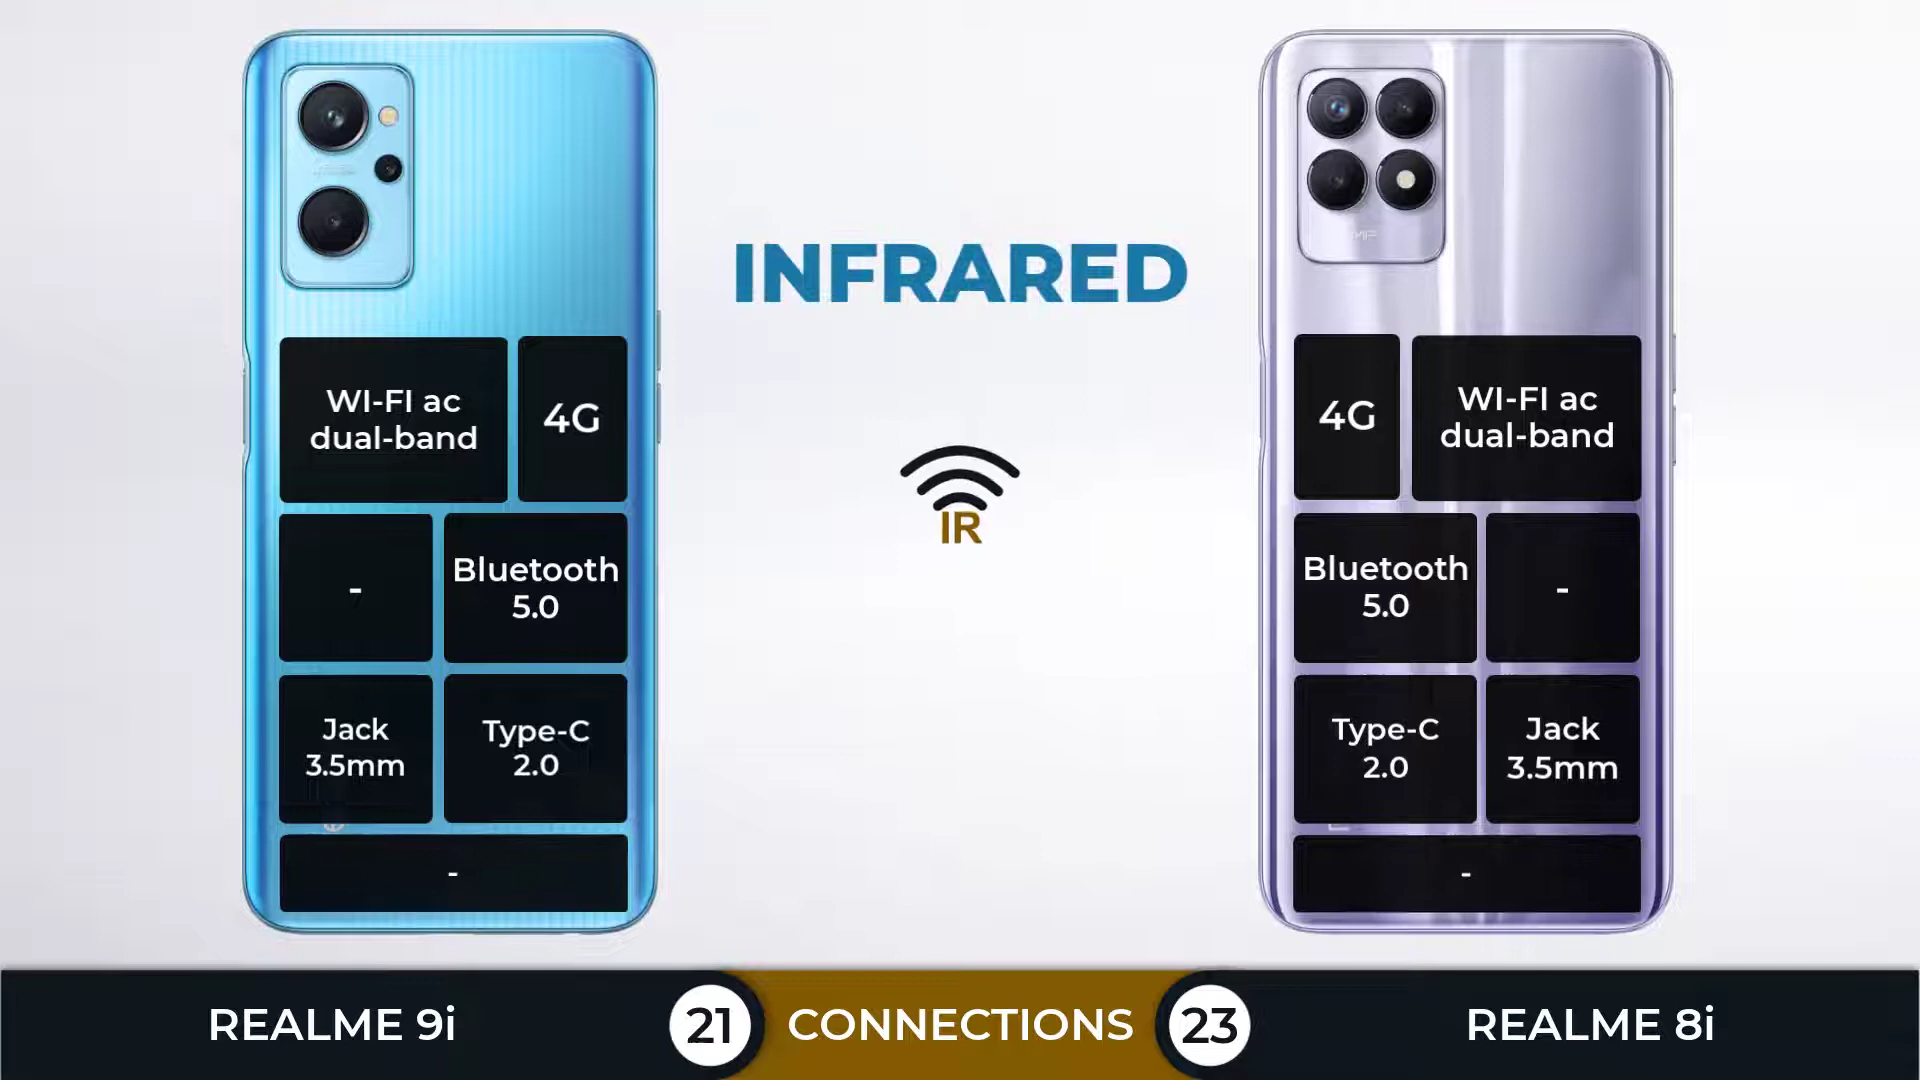 INFRARED
IR
WI-FI ac
dual-band
4G
-
Bluetooth
5.0
Jack
3.5mm
Type-C
2.0
-
4G
WI-FI ac
dual-band
Bluetooth
5.0
-
Type-C
2.0
Jack
3.5mm
-
REALME 9i
21
CONNECTIONS
23
REALME 8i